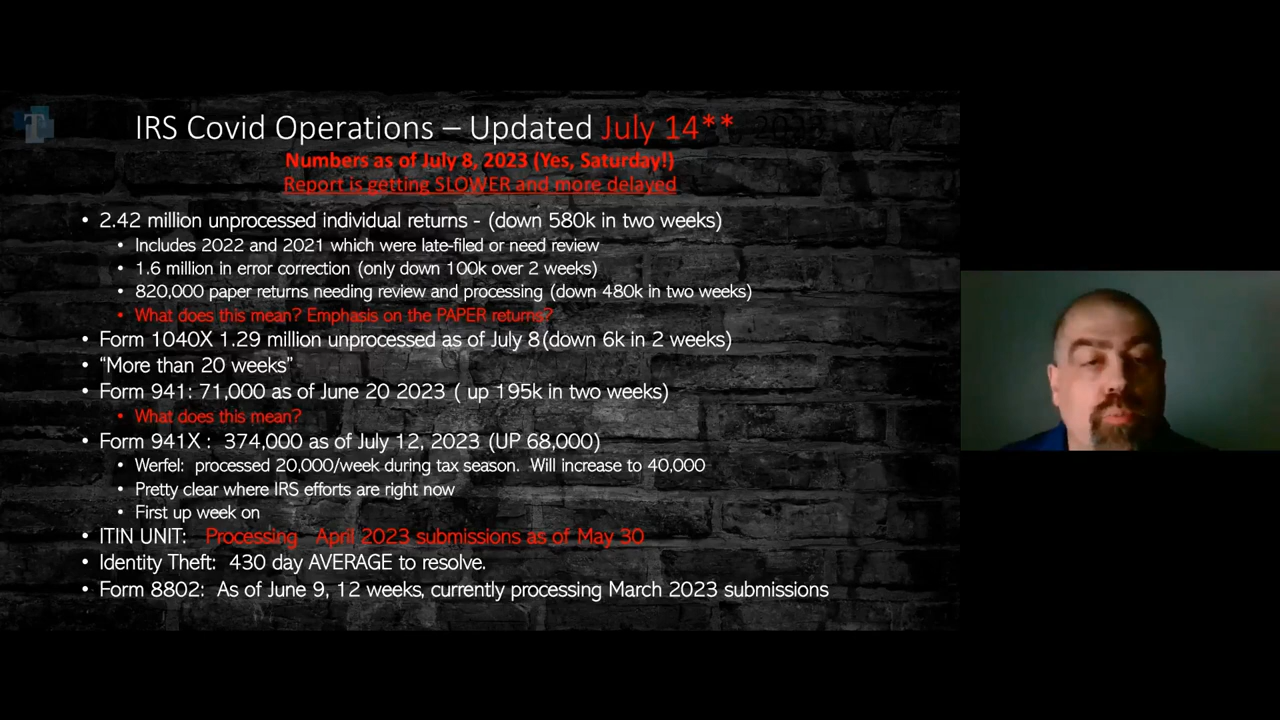 T
IRS Covid Operations – Updated July 14**, 2023
Numbers as of July 8, 2023 (Yes, Saturday!)
Report is getting SLOWER and more delayed
• 2.42 million unprocessed individual returns - (down 580k in two weeks)
• Includes 2022 and 2021 which were late-filed or need review
• 1.6 million in error correction (only down 100k over 2 weeks)
• 820,000 paper returns needing review and processing (down 480k in two weeks)
• What does this mean? Emphasis on the PAPER returns?
• Form 1040X 1.29 million unprocessed as of July 8 (down 6k in 2 weeks)
• “More than 20 weeks”
• Form 941: 71,000 as of June 20 2023 ( up 195k in two weeks)
• What does this mean?
• Form 941X : 374,000 as of July 12, 2023 (UP 68,000)
• Werfel: processed 20,000/week during tax season. Will increase to 40,000
• Pretty clear where IRS efforts are right now
• First up week on
• ITIN UNIT: Processing April 2023 submissions as of May 30
• Identity Theft: 430 day AVERAGE to resolve.
• Form 8802: As of June 9, 12 weeks, currently processing March 2023 submissions